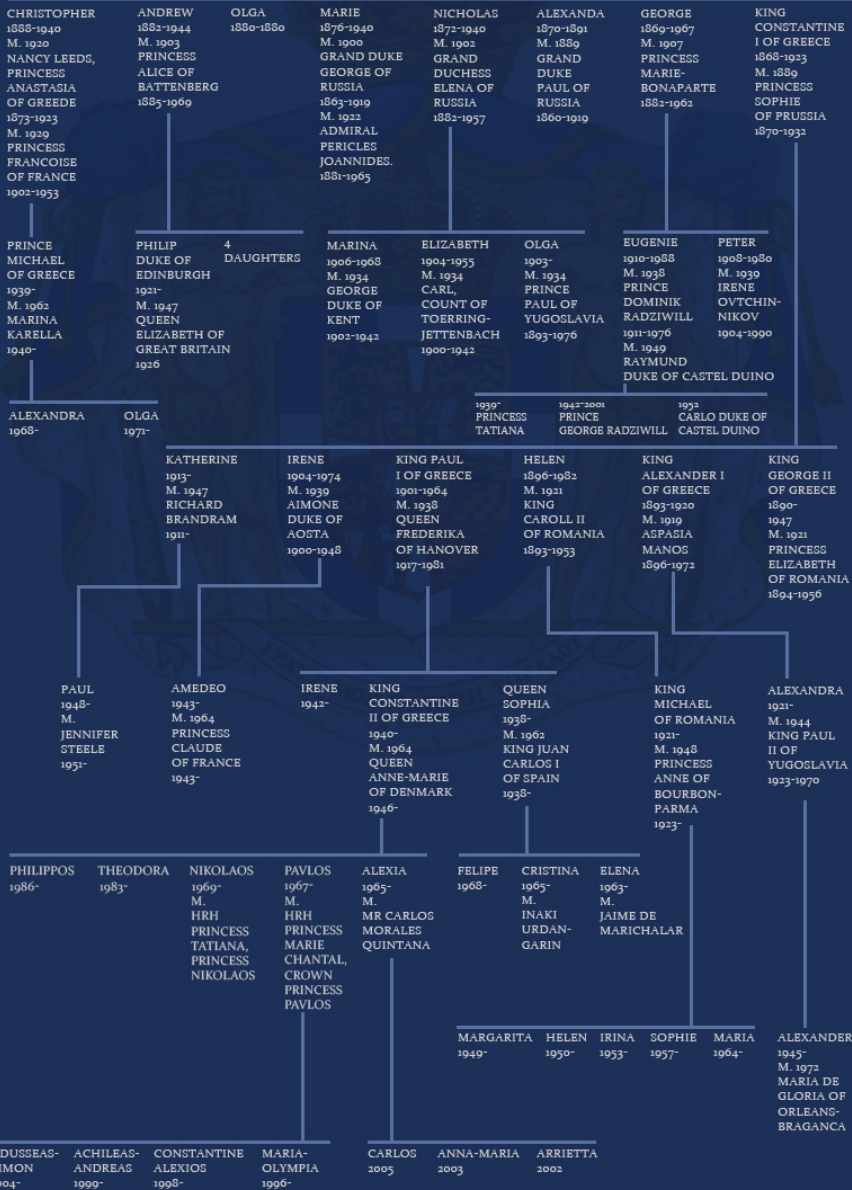 CHRISTOPHER
1888-1940
M. 1920
NANCY LEEDS,
PRINCESS
ANASTASIA
OF GREEDE
1873-1923
M. 1929
PRINCESS
FRANCOISE
OF FRANCE
1902-1953
ANDREW
1882-1944
M. 1903
PRINCESS
ALICE OF
BATTENBERG
1885-1969
OLGA
1880-1880
MARIE
1876-1940
M. 1900
GRAND DUKE
GEORGE OF
RUSSIA
1863-1919
M. 1922
ADMIRAL
PERICLES
JOANNIDES.
1881-1965
NICHOLAS
1872-1940
M. 1902
GRAND
DUCHESS
ELENA OF
RUSSIA
1882-1957
ALEXANDA
1870-1891
M. 1889
GRAND
DUKE
PAUL OF
RUSSIA
1860-1919
GEORGE
1869-1967
M. 1907
PRINCESS
MARIE-
BONAPARTE
1882-1962
KING
CONSTANTINE
I OF GREECE
1868-1923
M. 1889
PRINCESS
SOPHIE
OF PRUSSIA
1870-1932
PRINCE
MICHAEL
OF GREECE
1939-
M. 1962
MARINA
KARELLA
1940-
PHILIP
DUKE OF
EDINBURGH
1921-
M. 1947
QUEEN
ELIZABETH OF
GREAT BRITAIN
1926
4
DAUGHTERS
MARINA
1906-1968
M. 1934
GEORGE
DUKE OF
KENT
1902-1942
ELIZABETH
1904-1955
M. 1934
CARL,
COUNT OF
TOERRING-
JETTENBACH
1900-1942
OLGA
1903-
M. 1934
PRINCE
PAUL OF
YUGOSLAVIA
1893-1976
EUGENIE
1910-1988
M. 1938
PRINCE
DOMINIK
RADZIWILL
1911-1976
M. 1949
RAYMUND
DUKE OF CASTEL DUINO
PETER
1908-1980
M. 1939
IRENE
OVTCHIN-
NIKOV
1904-1990
ALEXANDRA
1968-
OLGA
1971-
1939-
PRINCESS
TATIANA
1942-2001
PRINCE
GEORGE RADZIWILL
1952
CARLO DUKE OF
CASTEL DUINO
KATHERINE
1913-
M. 1947
RICHARD
BRANDRAM
1911-
IRENE
1904-1974
M. 1939
AIMONE
DUKE OF
AOSTA
1900-1948
KING PAUL
I OF GREECE
1901-1964
M. 1938
QUEEN
FREDERIKA
OF HANOVER
1917-1981
HELEN
1896-1982
M. 1921
KING
CAROLL II
OF ROMANIA
1893-1953
KING
ALEXANDER I
OF GREECE
1893-1920
M. 1919
ASPASIA
MANOS
1896-1972
KING
GEORGE II
OF GREECE
1890-
1947
M. 1921
PRINCESS
ELIZABETH
OF ROMANIA
1894-1956
PAUL
1948-
M.
JENNIFER
STEELE
1951-
AMEDEO
1943-
M. 1964
PRINCESS
CLAUDE
OF FRANCE
1943-
IRENE
1942-
KING
CONSTANTINE
II OF GREECE
1940-
M. 1964
QUEEN
ANNE-MARIE
OF DENMARK
1946-
QUEEN
SOPHIA
1938-
M. 1962
KING JUAN
CARLOS I
OF SPAIN
1938-
KING
MICHAEL
OF ROMANIA
1921-
M. 1948
PRINCESS
ANNE OF
BOURBON-
PARMA
1923-
ALEXANDRA
1921-
M. 1944
KING PAUL
II OF
YUGOSLAVIA
1923-1970
PHILIPPOS
1986-
THEODORA
1983-
NIKOLAOS
1969-
M.
HRH
PRINCESS
TATIANA,
PRINCESS
NIKOLAOS
PAVLOS
1967-
M.
HRH
PRINCESS
MARIE
CHANTAL,
CROWN
PRINCESS
PAVLOS
ALEXIA
1965-
M.
MR CARLOS
MORALES
QUINTANA
FELIPE
1968-
CRISTINA
1965-
M.
INAKI
URDAN-
GARIN
ELENA
1963-
M.
JAIME DE
MARICHALAR
MARGARITA
1949-
HELEN
1950-
IRINA
1953-
SOPHIE
1957-
MARIA
1964-
ALEXANDER
1945-
M. 1972
MARIA DE
GLORIA OF
ORLEANS-
BRAGANCA
DUSSEAS-
IMON
004-
ACHILEAS-
ANDREAS
1999-
CONSTANTINE
ALEXIOS
1998-
MARIA-
OLYMPIA
1996-
CARLOS
2005
ANNA-MARIA
2003
ARRIETTA
2002